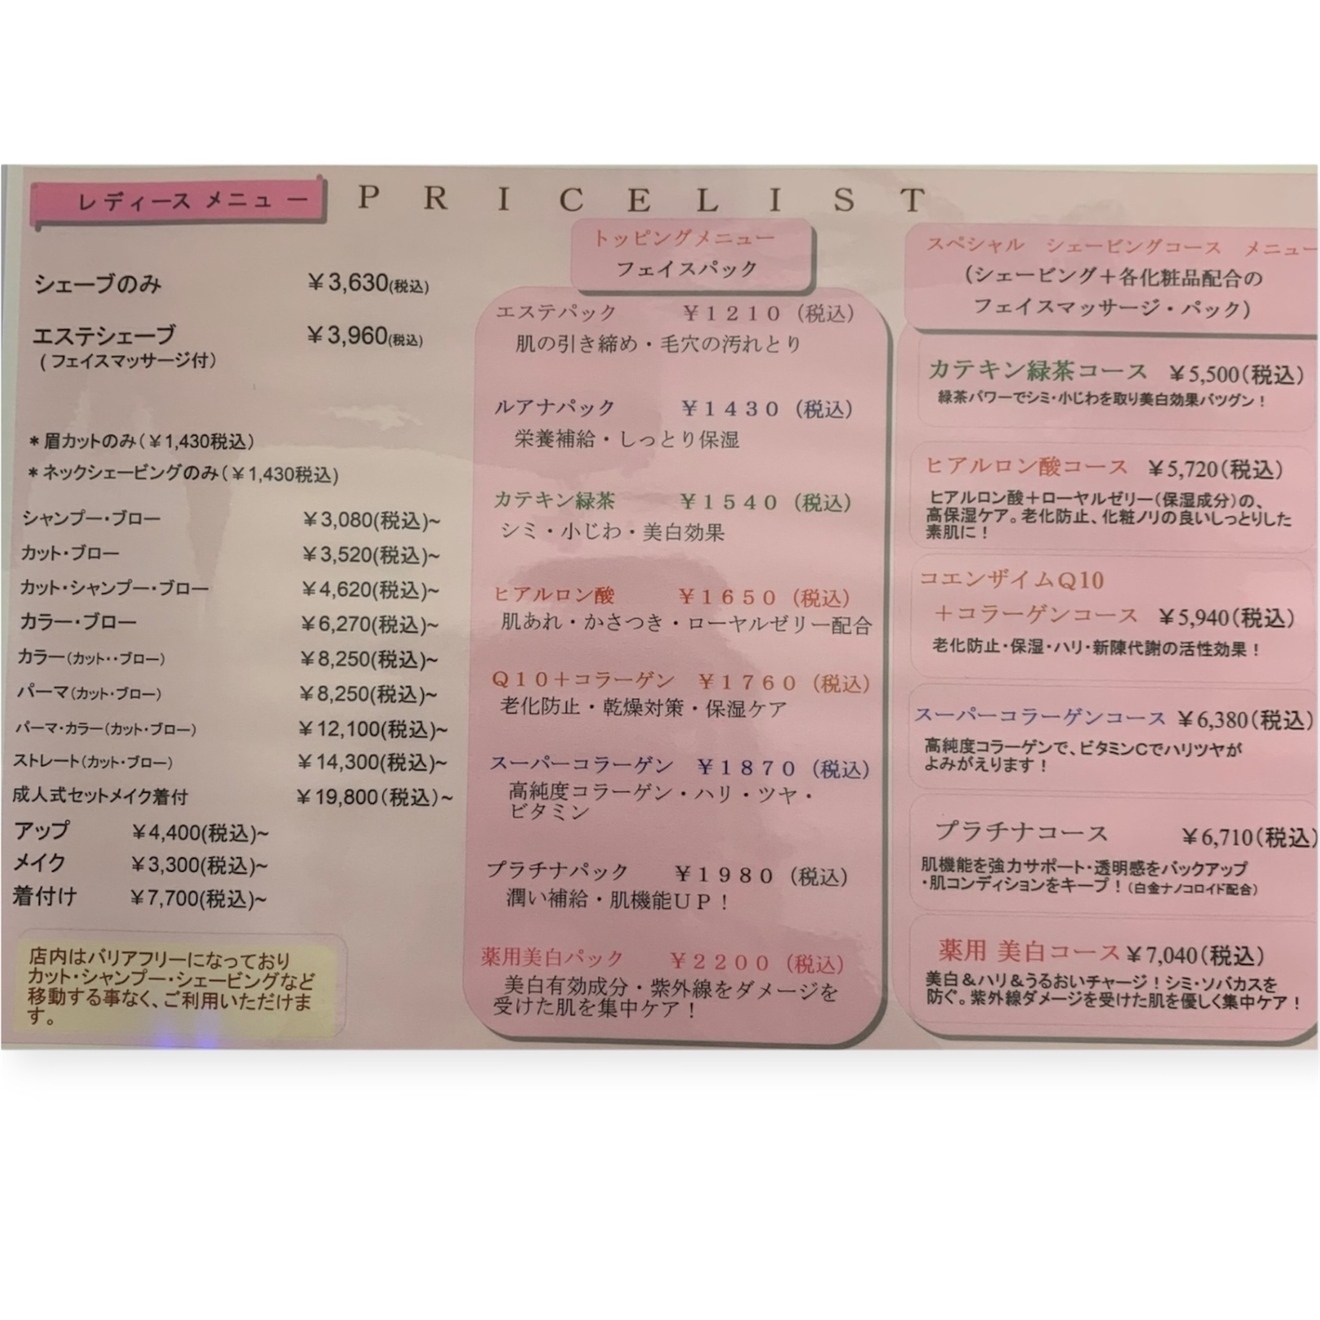 レディース メニュー
PRICELIST
シェーブのみ ￥3,630(税込)
エステシェーブ ￥3,960(税込)
(フェイスマッサージ付)
＊眉カットのみ(￥1,430税込)
＊ネックシェービングのみ(￥1,430税込)
シャンプー・ブロー ￥3,080(税込)~
カット・ブロー ￥3,520(税込)~
カット・シャンプー・ブロー ￥4,620(税込)~
カラー・ブロー ￥6,270(税込)~
カラー(カット・・ブロー) ￥8,250(税込)~
パーマ(カット・ブロー) ￥8,250(税込)~
パーマ・カラー(カット・ブロー) ￥12,100(税込)~
ストレート(カット・ブロー) ￥14,300(税込)~
成人式セットメイク着付 ￥19,800(税込)~
アップ ￥4,400(税込)~
メイク ￥3,300(税込)~
着付け ￥7,700(税込)~
店内はバリアフリーになっており
カット・シャンプー・シェービングなど
移動する事なく、ご利用いただけま
す。
トッピングメニュー
フェイスパック
エステパック ￥１２１０(税込)
肌の引き締め・毛穴の汚れとり
ルアナパック ￥１４３０(税込)
栄養補給・しっとり保湿
カテキン緑茶 ￥１５４０(税込)
シミ・小じわ・美白効果
ヒアルロン酸 ￥１６５０(税込)
肌あれ・かさつき・ローヤルゼリー配合
Ｑ１０＋コラーゲン ￥１７６０(税込)
老化防止・乾燥対策・保湿ケア
スーパーコラーゲン ￥１８７０(税込)
高純度コラーゲン・ハリ・ツヤ・
ビタミン
プラチナパック ￥１９８０(税込)
潤い補給・肌機能ＵＰ！
薬用美白パック ￥２２００(税込)
美白有効成分・紫外線をダメージを
受けた肌を集中ケア！
スペシャル シェービングコース メニュー
(シェービング＋各化粧品配合の
フェイスマッサージ・パック)
カテキン緑茶コース ￥5,500(税込)
緑茶パワーでシミ・小じわを取り美白効果バツグン！
ヒアルロン酸コース ￥5,720(税込)
ヒアルロン酸＋ローヤルゼリー(保湿成分)の、
高保湿ケア。老化防止、化粧ノリの良いしっとりした
素肌に！
コエンザイムＱ10
＋コラーゲンコース ￥5,940(税込)
老化防止・保湿・ハリ・新陳代謝の活性効果！
スーパーコラーゲンコース ￥6,380(税込)
高純度コラーゲンで、ビタミンCでハリツヤが
よみがえります！
プラチナコース ￥6,710(税込)
肌機能を強力サポート・透明感をバックアップ
・肌コンディションをキープ！(白金ナノコロイド配合)
薬用 美白コース ￥7,040(税込)
美白＆ハリ＆うるおいチャージ！シミ・ソバカスを
防ぐ。紫外線ダメージを受けた肌を優しく集中ケア！